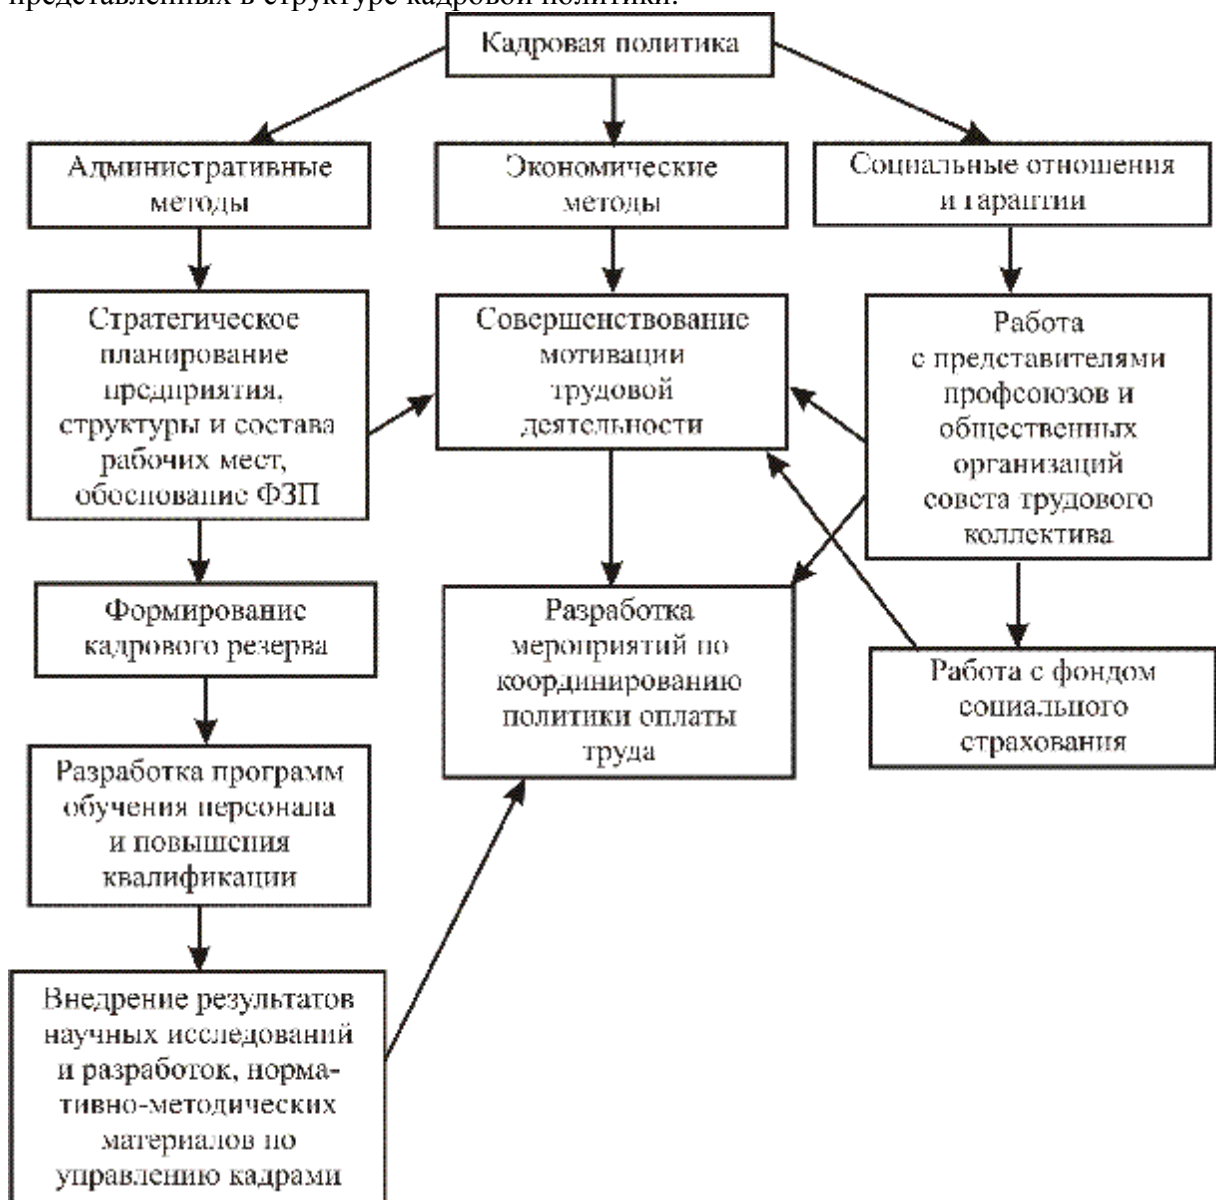 представленных в структуре кадровой политики.
Кадровая политика
Административные
методы
Экономические
методы
Социальные отношения
и гарантии
Стратегическое
планирование
предприятия,
структуры и состава
рабочих мест,
обоснование ФЗП
Совершенствование
мотивации
трудовой
деятельности
Работа
с представителями
профсоюзов и
общественных
организаций
совета трудового
коллектива
Формирование
кадрового резерва
Разработка
мероприятий по
координированию
политики оплаты
труда
Работа с фондом
социального
страхования
Разработка программ
обучения персонала
и повышения
квалификации
Внедрение результатов
научных исследований
и разработок, норма-
тивно-методических
материалов по
управлению кадрами